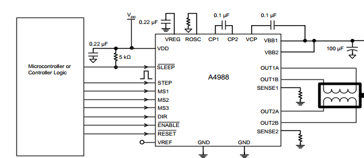 V_DD
0.22 µF
0.1 µF
0.1 µF
0.22 µF
VREG
ROSC
CP1
CP2
VCP
VDD
VBB1
VBB2
5 kΩ
100 µF
Microcontroller or
Controller Logic
SLEEP
STEP
MS1
MS2
MS3
DIR
ENABLE
RESET
VREF
A4988
OUT1A
OUT1B
SENSE1
OUT2A
OUT2B
SENSE2
GND
GND